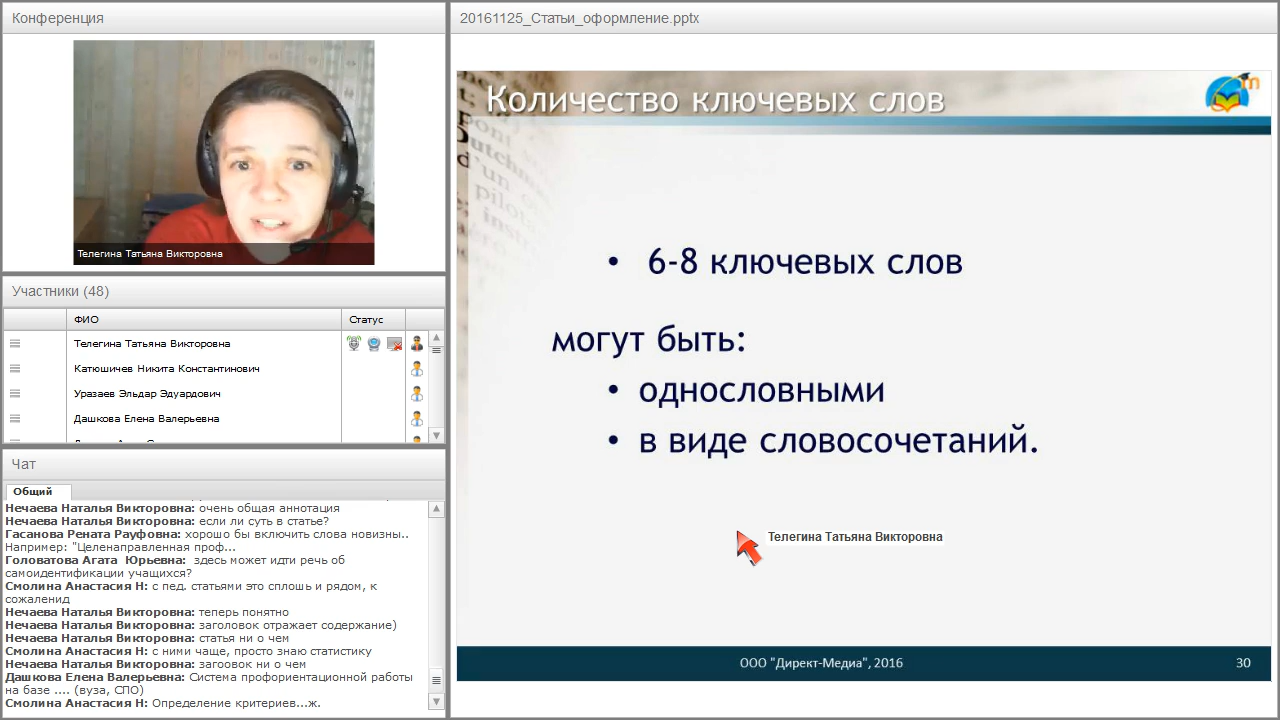 Конференция
Телегина Татьяна Викторовна
Участники (48)
ФИО
Статус
Телегина Татьяна Викторовна
Катюшичев Никита Константинович
Уразаев Эльдар Эдуардович
Дашкова Елена Валерьевна
Чат
Общий
Нечаева Наталья Викторовна: очень общая аннотация
Нечаева Наталья Викторовна: если ли суть в статье?
Гасанова Рената Рауфовна: хорошо бы включить слова новизны..
Например: "Целенаправленная проф...
Головатова Агата Юрьевна: здесь может идти речь об
самоидентификации учащихся?
Смолина Анастасия Н: с пед. статьями это сплошь и рядом, к
сожаленид
Нечаева Наталья Викторовна: теперь понятно
Нечаева Наталья Викторовна: заголовок отражает содержание)
Нечаева Наталья Викторовна: статья ни о чем
Смолина Анастасия Н: с ними чаще, просто знаю статистику
Нечаева Наталья Викторовна: загоовок ни о чем
Дашкова Елена Валерьевна: Система профориентационной работы
на базе .... (вуза, СПО)
Смолина Анастасия Н: Определение критериев...ж.
20161125_Статьи_оформление.pptx
Количество ключевых слов
• 6-8 ключевых слов
могут быть:
• однословными
• в виде словосочетаний.
Телегина Татьяна Викторовна
ООО "Директ-Медиа", 2016
30